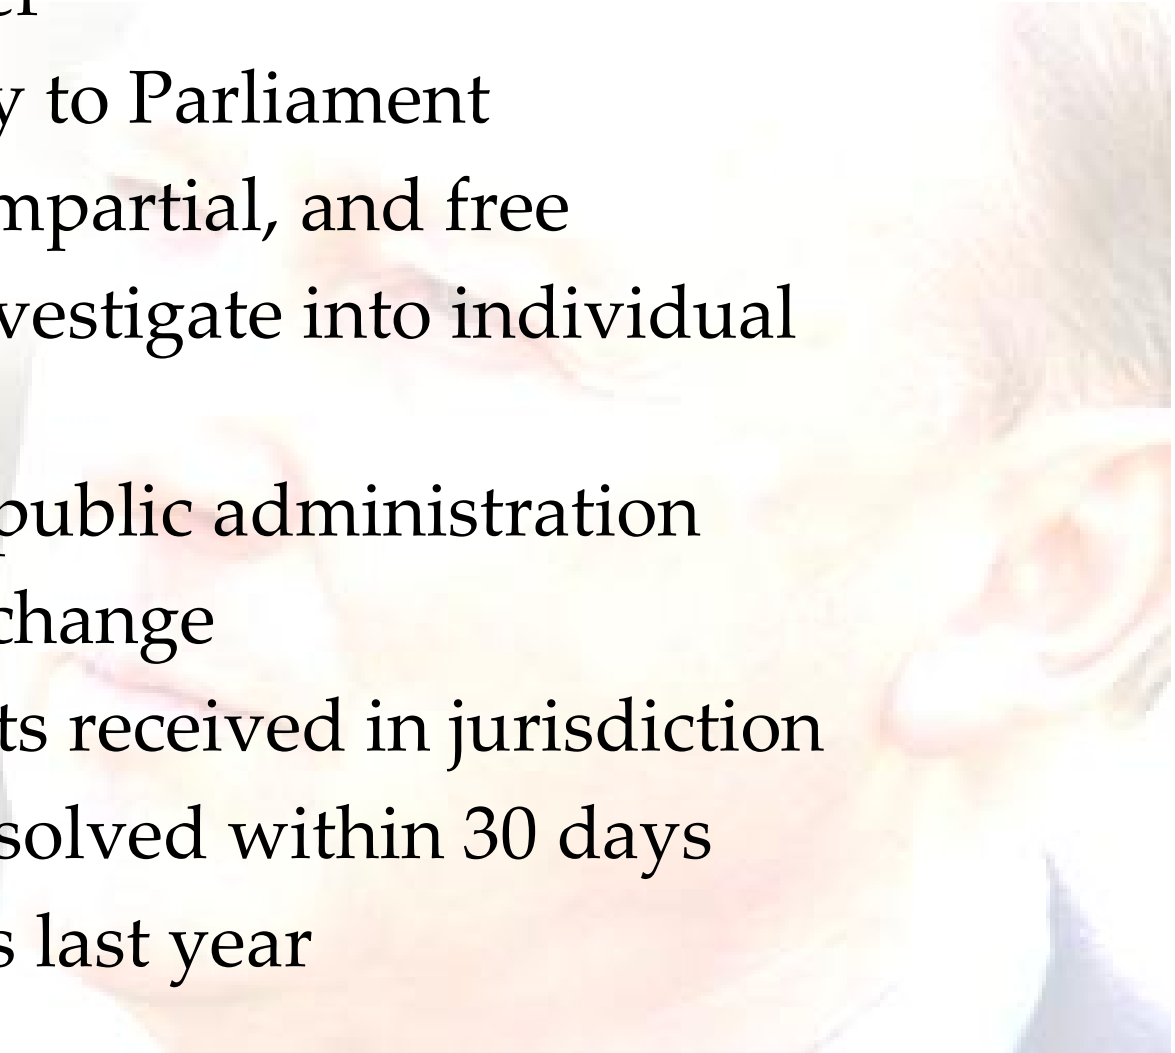 er
y to Parliament
mpartial, and free
vestigate into individual
public administration
change
ts received in jurisdiction
solved within 30 days
s last year